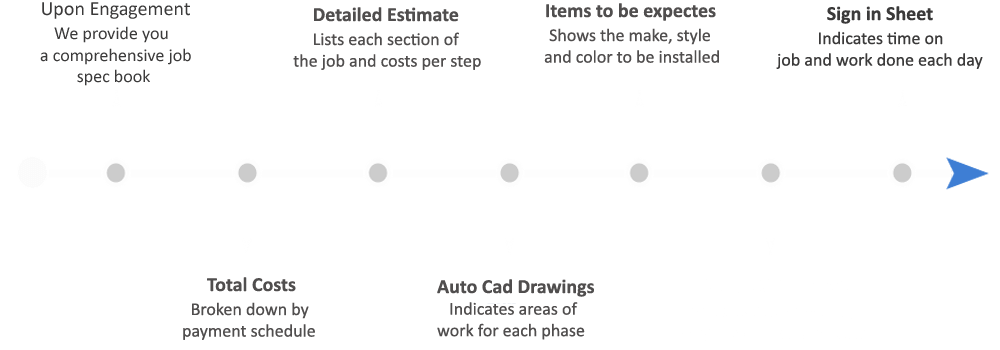 Upon Engagement
We provide you
a comprehensive job
spec book
Detailed Estimate
Lists each section of
the job and costs per step
Items to be expectes
Shows the make, style
and color to be installed
Sign in Sheet
Indicates time on
job and work done each day
Total Costs
Broken down by
payment schedule
Auto Cad Drawings
Indicates areas of
work for each phase